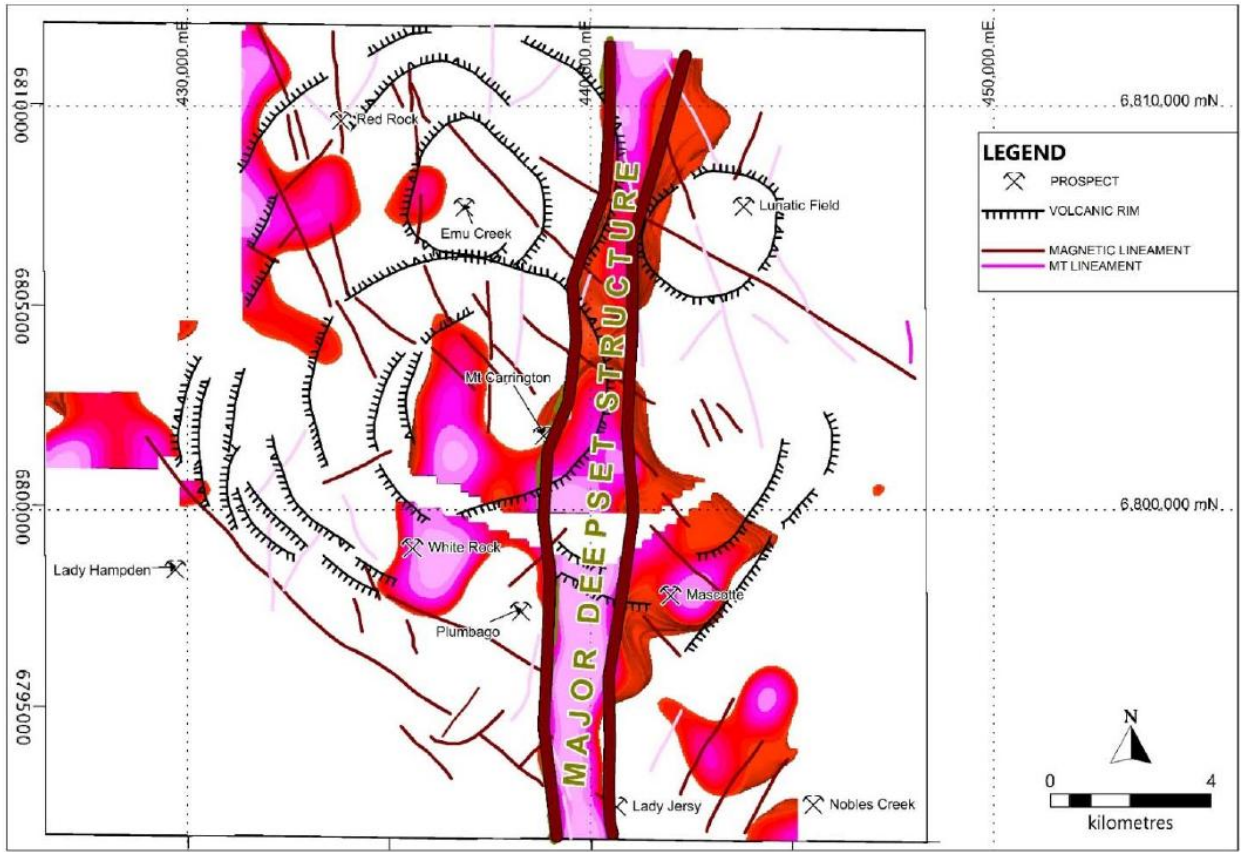 430,000 mE
440,000 mE
450,000 mE
6810000
6,810,000 mN
Red Rock
LEGEND
PROSPECT
VOLCANIC RIM
MAGNETIC LINEAMENT
MT LINEAMENT
Lunatic Field
Emu Creek
6805000
Mt Carrington
MAJOR DEEPSET STRUCTURE
6800000
6,800,000 mN
White Rock
Lady Hampden
Mascotte
Plumbago
6795000
N
0 4
kilometres
Lady Jersy
Nobles Creek